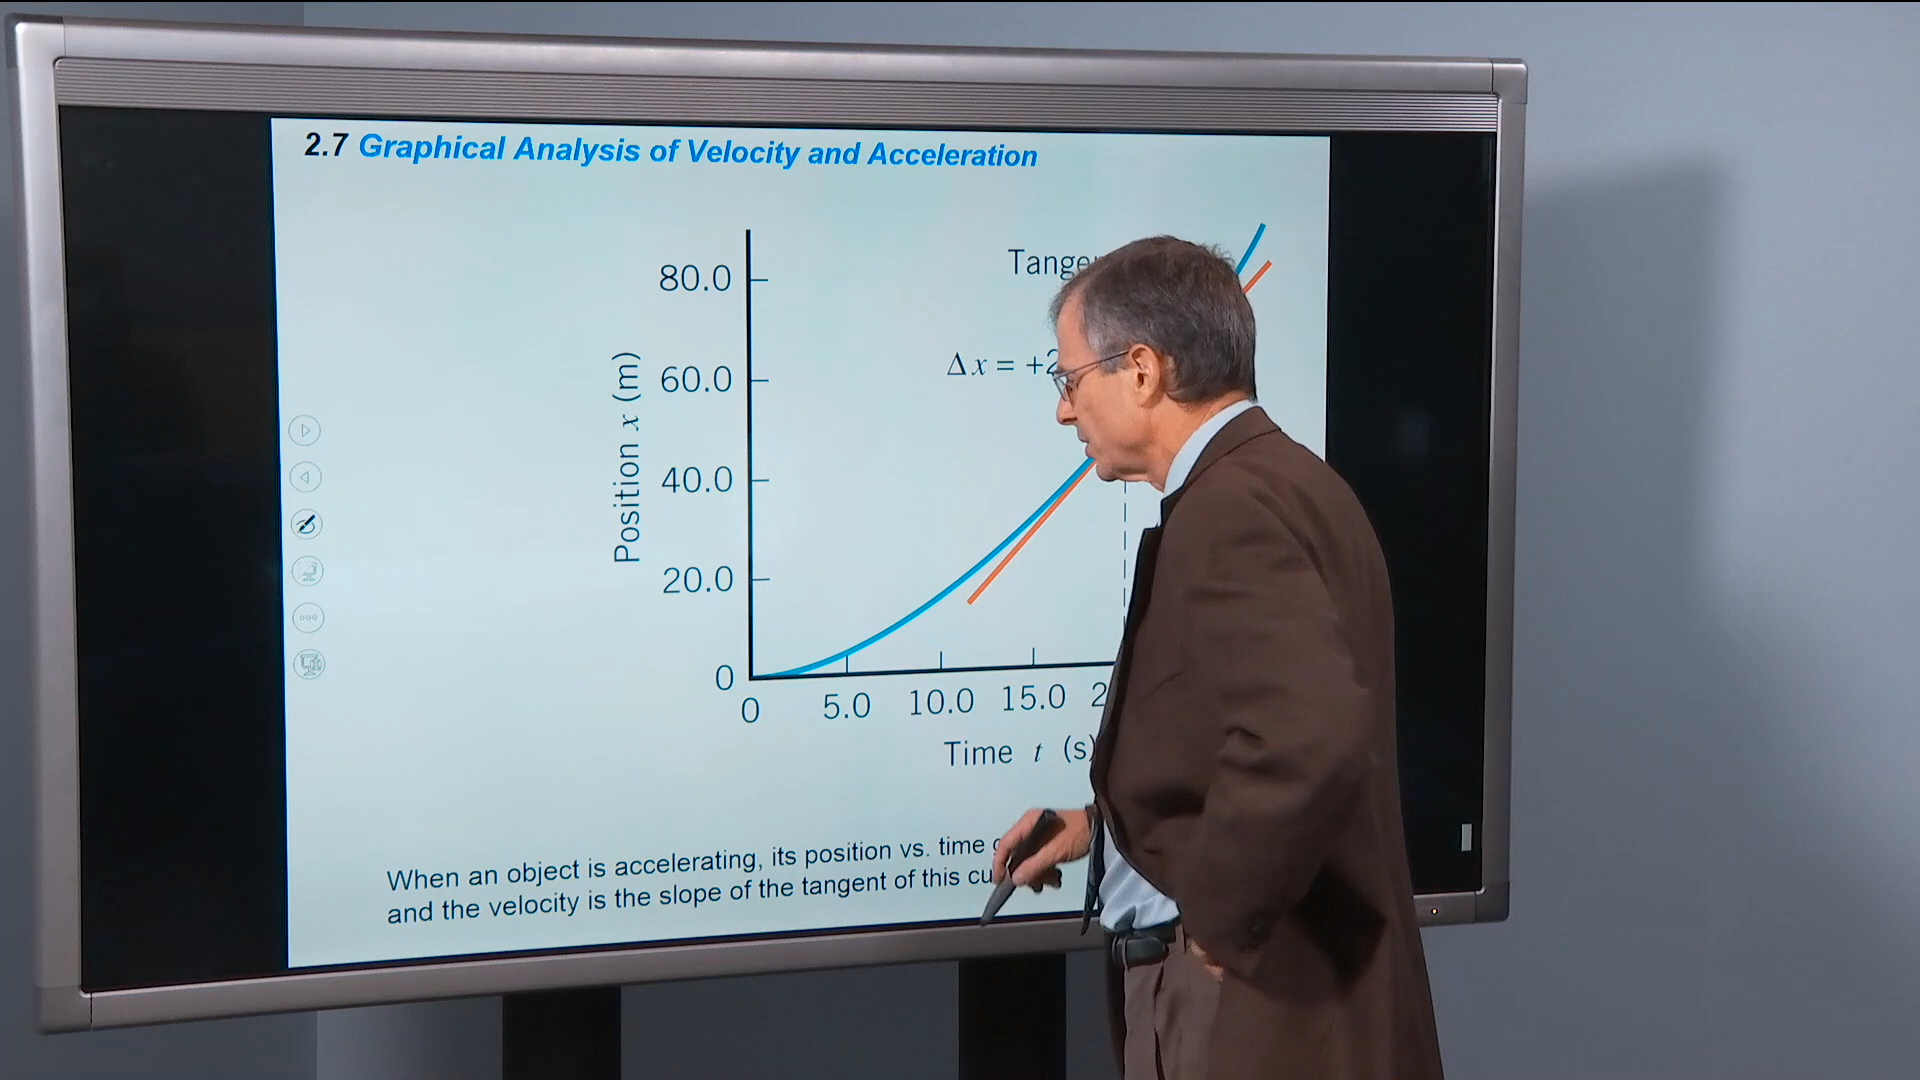 2.7 Graphical Analysis of Velocity and Acceleration
80.0
60.0
40.0
20.0
0
Position x (m)
Δx = +2
0 5.0 10.0 15.0
Time t (s)
When an object is accelerating, its position vs. time
and the velocity is the slope of the tangent of this